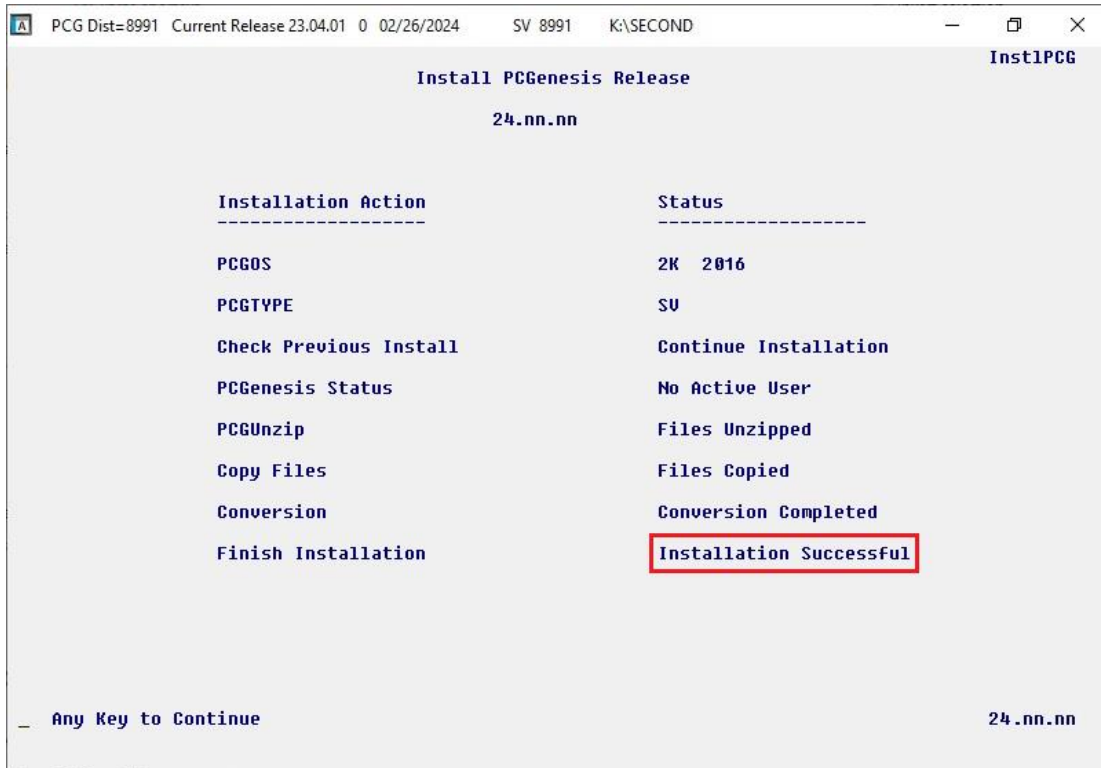 PCG Dist=8991 Current Release 23.04.01 0 02/26/2024 SV 8991 K:\SECOND
InstlPCG
Install PCGenesis Release
24.nn.nn
Installation Action Status
------------------- -------------------
PCGOS 2K 2016
PCGTYPE SV
Check Previous Install Continue Installation
PCGenesis Status No Active User
PCGUnzip Files Unzipped
Copy Files Files Copied
Conversion Conversion Completed
Finish Installation Installation Successful
_ Any Key to Continue 24.nn.nn